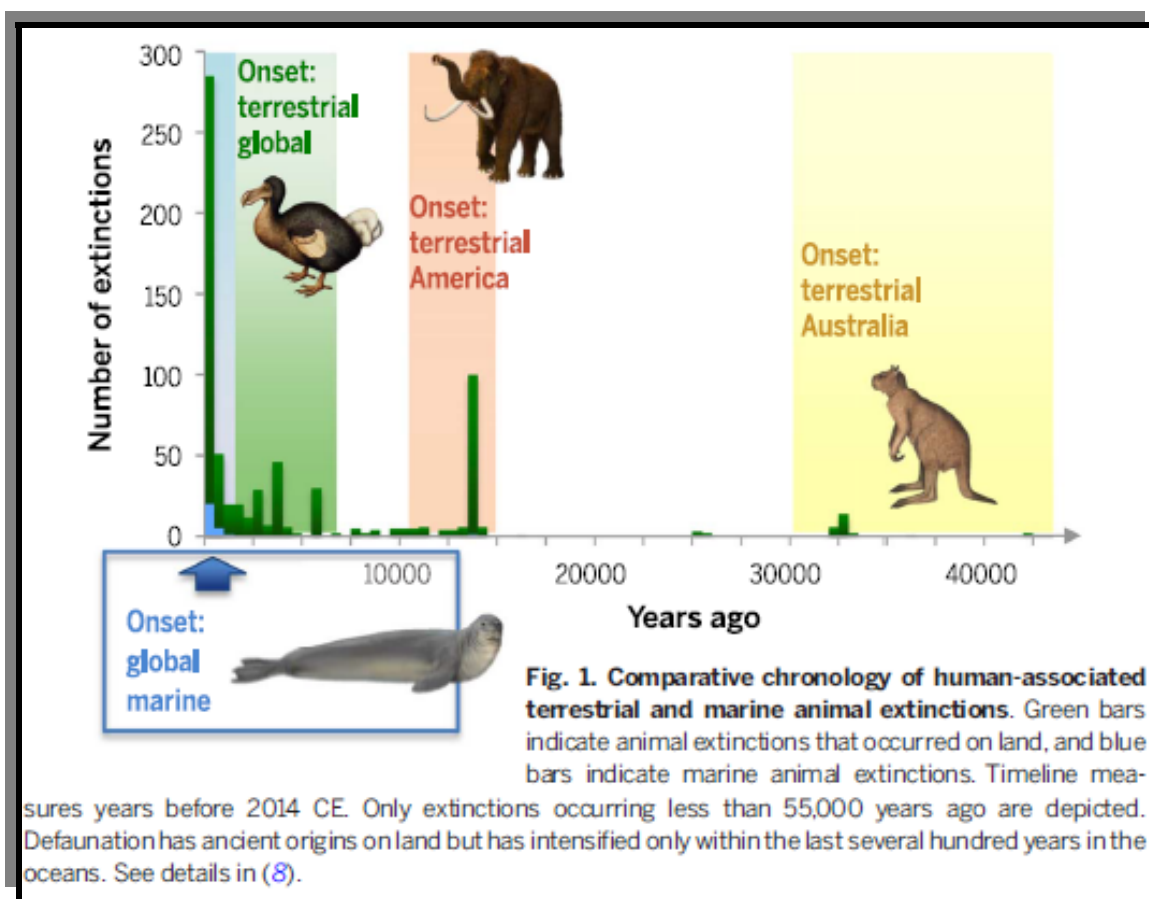 300
250
200
150
100
50
0
Number of extinctions
Onset:
terrestrial
global
Onset:
terrestrial
America
Onset:
terrestrial
Australia
10000
20000
30000
40000
Years ago
Onset:
global
marine
Fig. 1. Comparative chronology of human-associated
terrestrial and marine animal extinctions. Green bars
indicate animal extinctions that occurred on land, and blue
bars indicate marine animal extinctions. Timeline mea-
sures years before 2014 CE. Only extinctions occurring less than 55,000 years ago are depicted.
Defaunation has ancient origins on land but has intensified only within the last several hundred years in the
oceans. See details in (8).